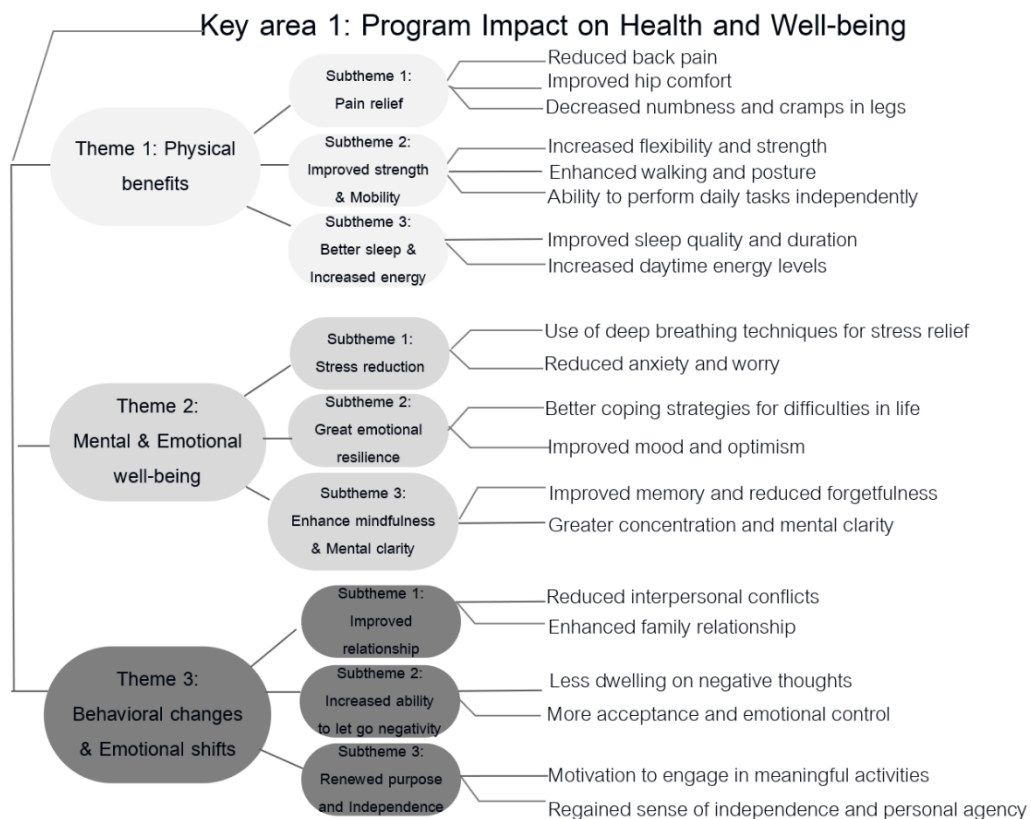 Key area 1: Program Impact on Health and Well-being
Theme 1: Physical
benefits
Subtheme 1:
Pain relief
Reduced back pain
Improved hip comfort
Decreased numbness and cramps in legs
Subtheme 2:
Improved strength
& Mobility
Increased flexibility and strength
Enhanced walking and posture
Ability to perform daily tasks independently
Subtheme 3:
Better sleep &
Increased energy
Improved sleep quality and duration
Increased daytime energy levels
Theme 2:
Mental & Emotional
well-being
Subtheme 1:
Stress reduction
Use of deep breathing techniques for stress relief
Reduced anxiety and worry
Subtheme 2:
Great emotional
resilience
Better coping strategies for difficulties in life
Improved mood and optimism
Subtheme 3:
Enhance mindfulness
& Mental clarity
Improved memory and reduced forgetfulness
Greater concentration and mental clarity
Theme 3:
Behavioral changes
& Emotional shifts
Subtheme 1:
Improved
relationship
Reduced interpersonal conflicts
Enhanced family relationship
Subtheme 2:
Increased ability
to let go negativity
Less dwelling on negative thoughts
More acceptance and emotional control
Subtheme 3:
Renewed purpose
and Independence
Motivation to engage in meaningful activities
Regained sense of independence and personal agency